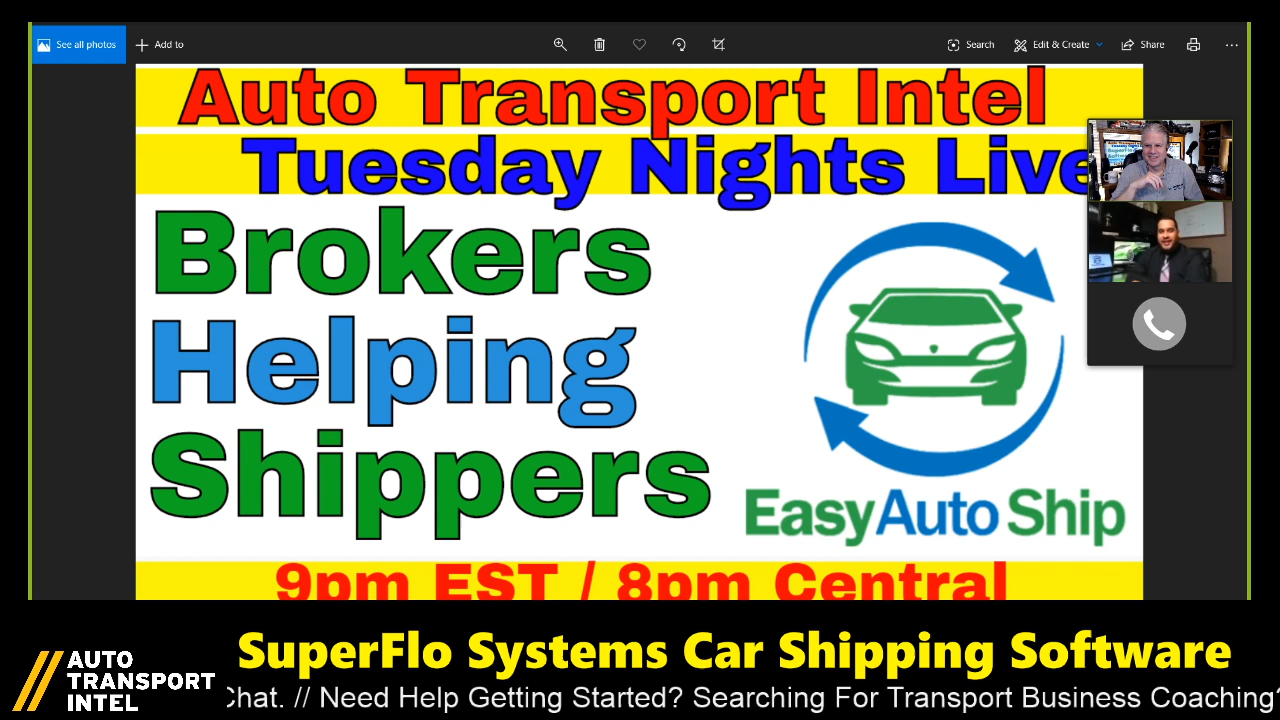 See all photos
Add to
Search
Edit & Create
Share
Auto Transport Intel
Tuesday Nights Live
Brokers
Helping
Shippers
EasyAutoShip
9pm EST / 8pm Central
SuperFlo Systems Car Shipping Software
AUTO
TRANSPORT
INTEL
Chat. // Need Help Getting Started? Searching For Transport Business Coaching?